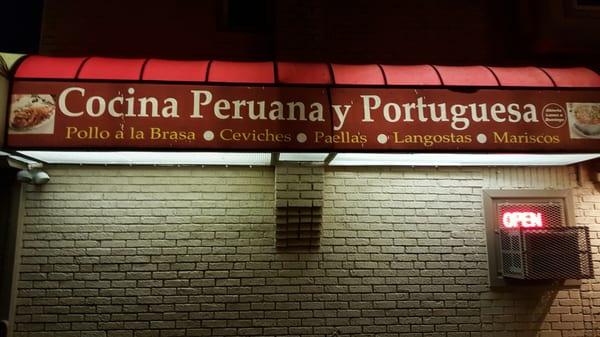 Cocina Peruana y Portuguesa
Pollo a la Brasa • Ceviches • Paellas • Langostas • Mariscos
OPEN